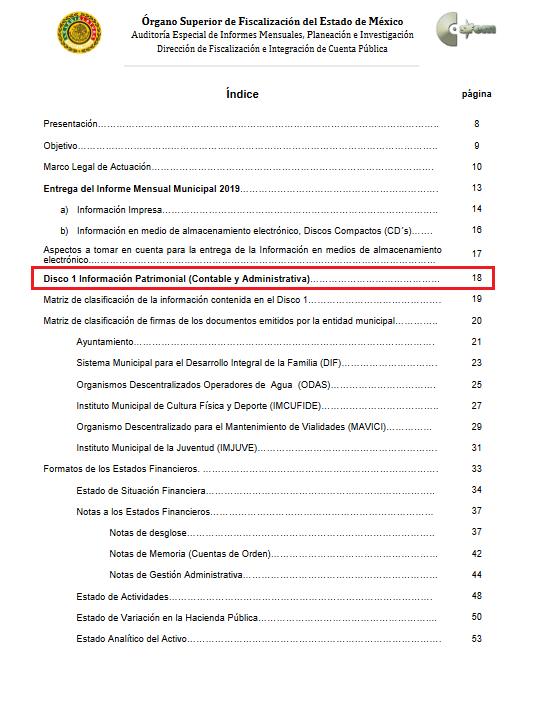 Órgano Superior de Fiscalización del Estado de México
Auditoría Especial de Informes Mensuales, Planeación e Investigación
Dirección de Fiscalización e Integración de Cuenta Pública
osfem
Índice página
Presentación 8
Objetivo 9
Marco Legal de Actuación 10
Entrega del Informe Mensual Municipal 2019 13
a) Información Impresa 14
b) Información en medio de almacenamiento electrónico, Discos Compactos (CD´s) 16
Aspectos a tomar en cuenta para la entrega de la Información en medios de almacenamiento
electrónico 17
Disco 1 Información Patrimonial (Contable y Administrativa) 18
Matriz de clasificación de la información contenida en el Disco 1 19
Matriz de clasificación de firmas de los documentos emitidos por la entidad municipal 20
Ayuntamiento 21
Sistema Municipal para el Desarrollo Integral de la Familia (DIF) 23
Organismos Descentralizados Operadores de Agua (ODAS) 25
Instituto Municipal de Cultura Física y Deporte (IMCUFIDE) 27
Organismo Descentralizado para el Mantenimiento de Vialidades (MAVICI) 29
Instituto Municipal de la Juventud (IMJUVE) 31
Formatos de los Estados Financieros. 33
Estado de Situación Financiera 34
Notas a los Estados Financieros 37
Notas de desglose 37
Notas de Memoria (Cuentas de Orden) 42
Notas de Gestión Administrativa 44
Estado de Actividades 48
Estado de Variación en la Hacienda Pública 50
Estado Analítico del Activo 53